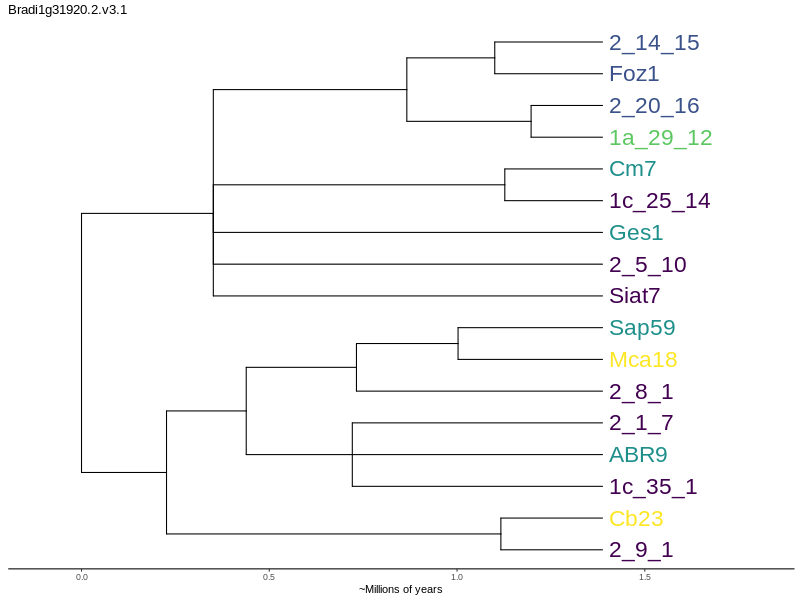 Bradi1g31920.2.v3.1
2_14_15
Foz1
2_20_16
1a_29_12
Cm7
1c_25_14
Ges1
2_5_10
Siat7
Sap59
Mca18
2_8_1
2_1_7
ABR9
1c_35_1
Cb23
2_9_1
0.0 0.5 1.0 1.5
~Millions of years